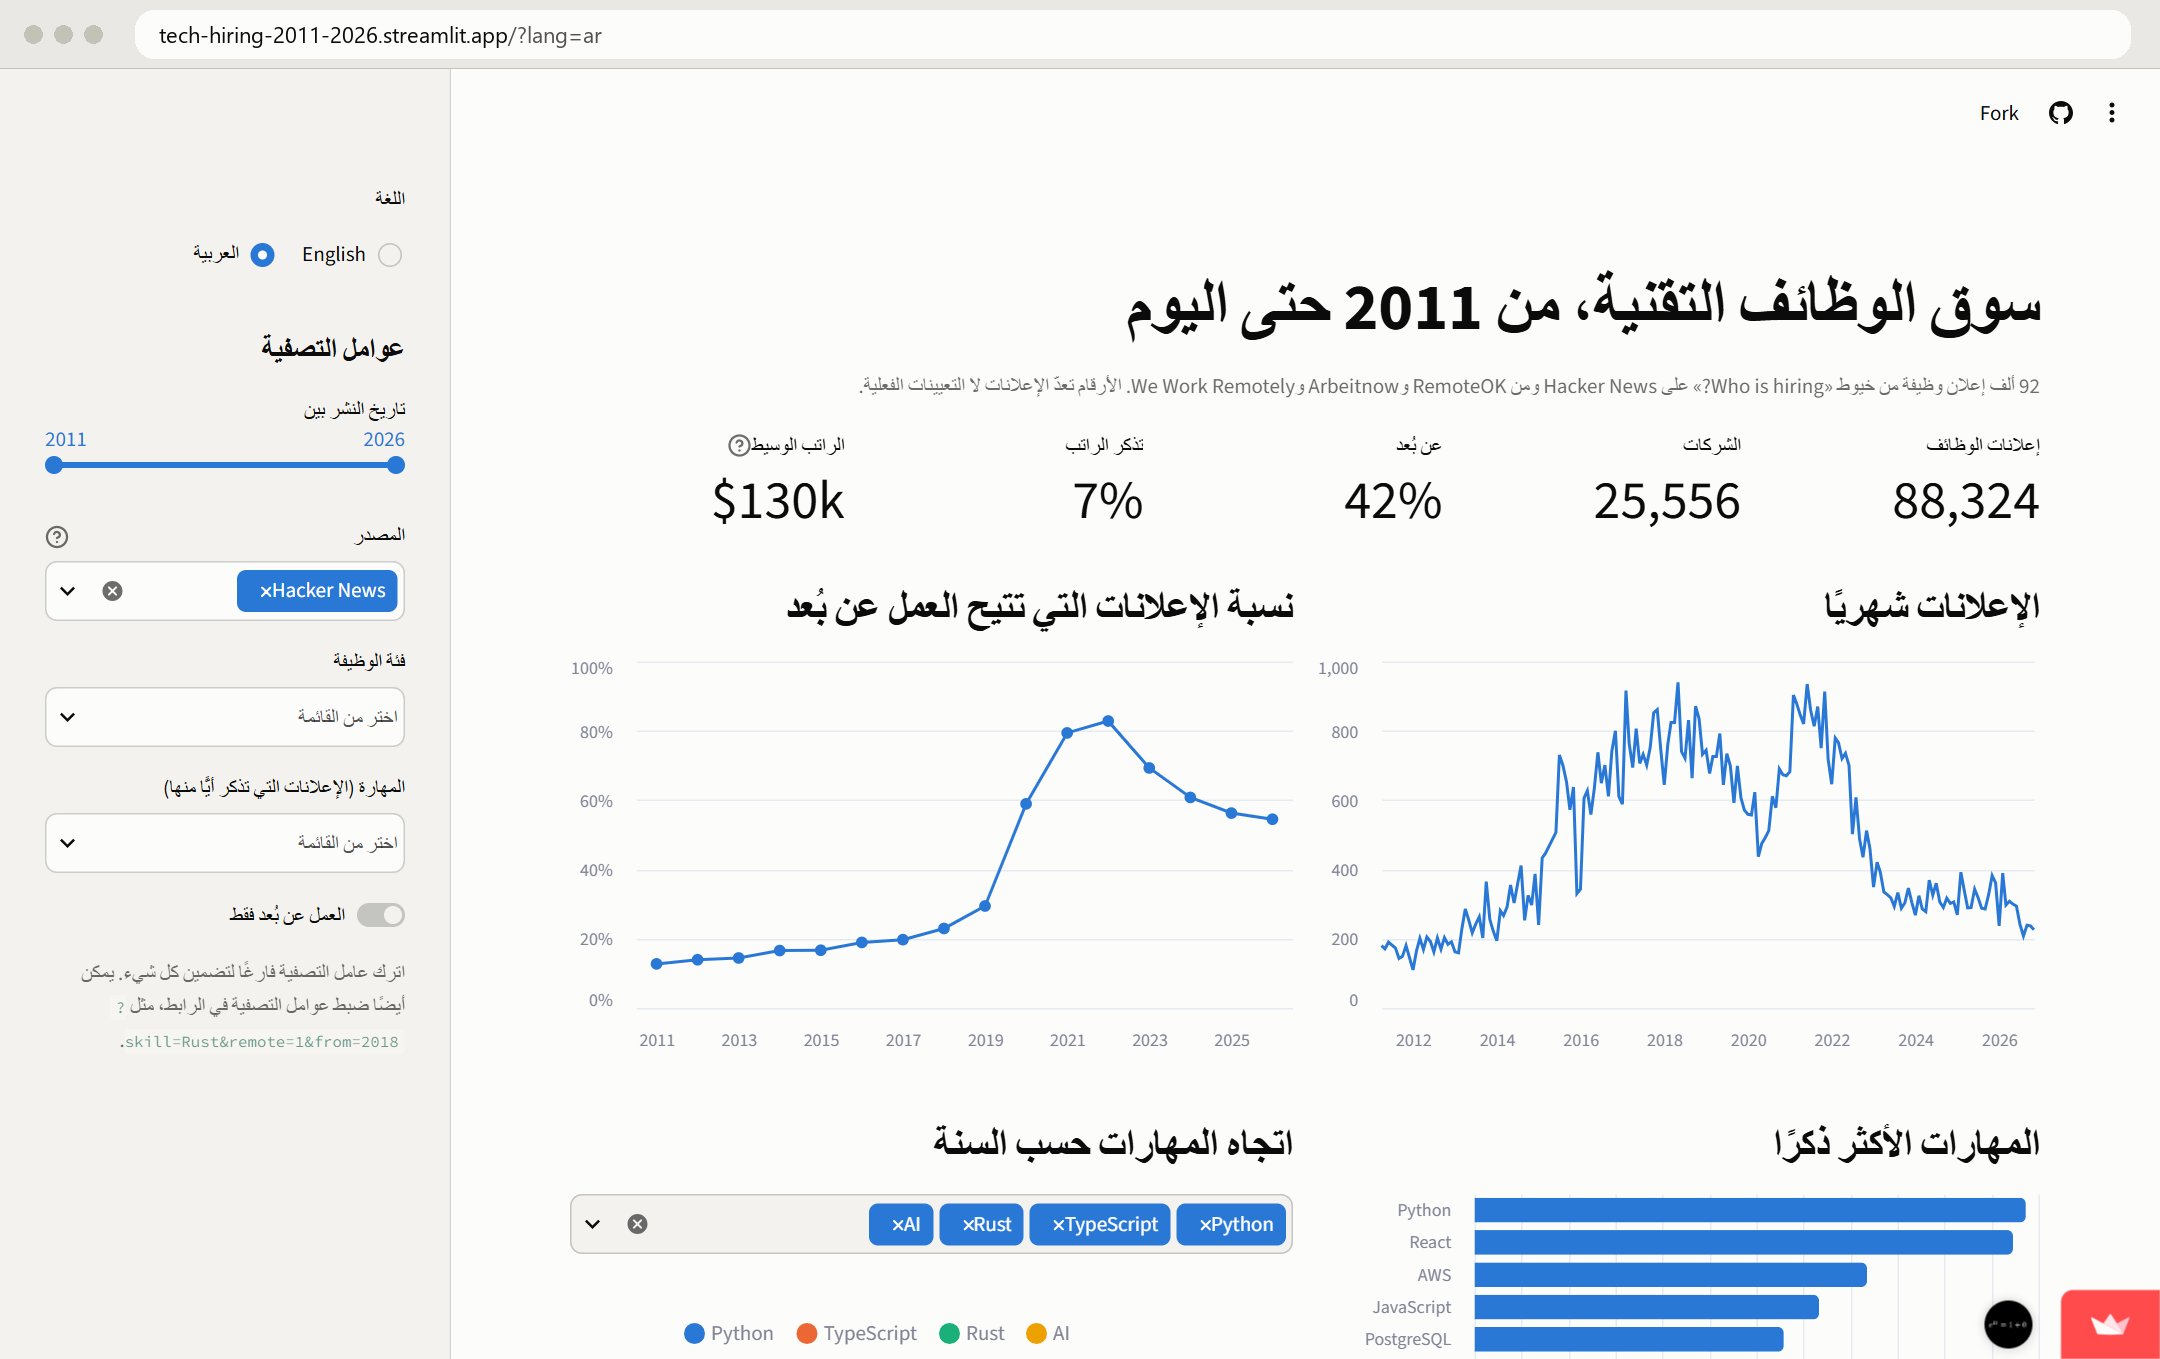 tech-hiring-2011-2026.streamlit.app/?lang=ar
Fork
اللغة
English
العربية
عوامل التصفية
تاريخ النشر بين
2011
2026
المصدر
Hacker News
فئة الوظيفة
اختر من القائمة
المهارة (الإعلانات التي تذكر أيًّا منها)
اختر من القائمة
العمل عن بُعد فقط
اترك عامل التصفية فارغًا لتضمين كل شيء. يمكن
أيضًا ضبط عوامل التصفية في الرابط، مثل ?
skill=Rust&remote=1&from=2018.
سوق الوظائف التقنية، من 2011 حتى اليوم
92 ألف إعلان وظيفة من خيوط «Who is hiring?» على Hacker News ومن RemoteOK و Arbeitnow و We Work Remotely. الأرقام تعدّ الإعلانات لا التعيينات الفعلية.
إعلانات الوظائف
88,324
الشركات
25,556
عن بُعد
42%
تذكر الراتب
7%
الراتب الوسيط
$130k
الإعلانات شهريًا
1,000
800
600
400
200
0
2012 2014 2016 2018 2020 2022 2024 2026
نسبة الإعلانات التي تتيح العمل عن بُعد
100%
80%
60%
40%
20%
0%
2011 2013 2015 2017 2019 2021 2023 2025
المهارات الأكثر ذكرًا
Python
React
AWS
JavaScript
PostgreSQL
اتجاه المهارات حسب السنة
Python TypeScript Rust AI
Python TypeScript Rust AI